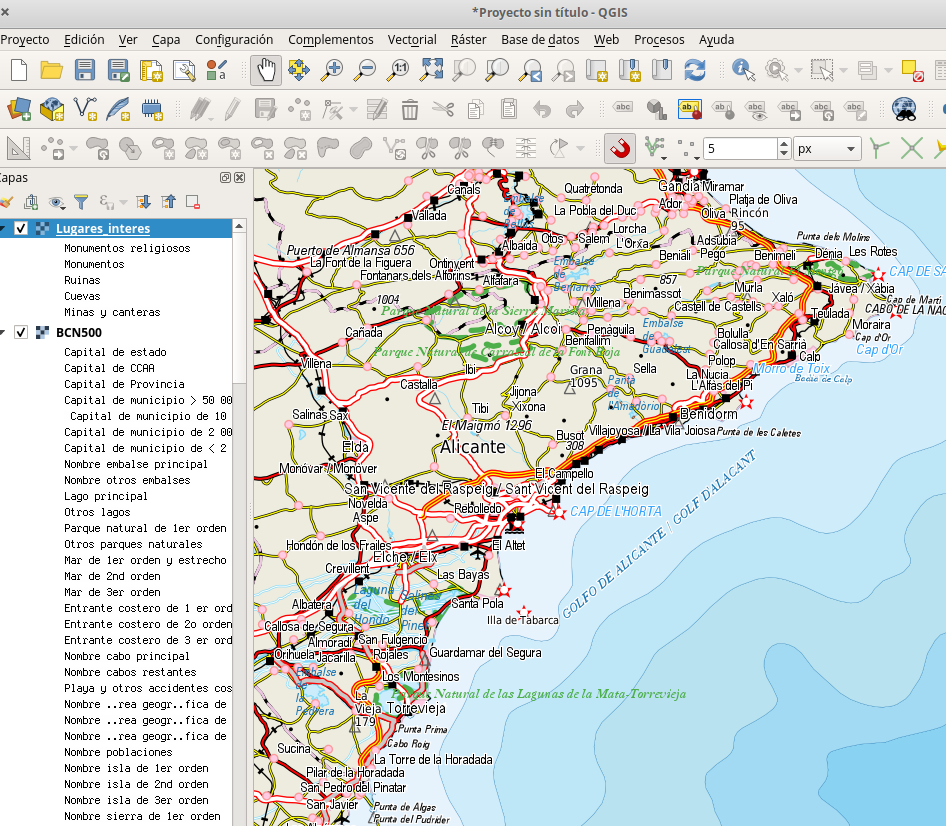 *Proyecto sin título - QGIS
Proyecto Edición Ver Capa Configuración Complementos Vectorial Ráster Base de datos Web Procesos Ayuda
1:1
abc
5 px
Capas
Lugares_interes
Monumentos religiosos
Monumentos
Ruinas
Cuevas
Minas y canteras
BCN500
Capital de estado
Capital de CCAA
Capital de Provincia
Capital de municipio > 50 00
Capital de municipio de 10
Capital de municipio de 2 00
Capital de municipio de < 2
Nombre embalse principal
Nombre otros embalses
Lago principal
Otros lagos
Parque natural de 1er orden
Otros parques naturales
Mar de 1er orden y estrecho
Mar de 2nd orden
Mar de 3er orden
Entrante costero de 1 er ord
Entrante costero de 2o orden
Entrante costero de 3 er ord
Nombre cabo principal
Nombre cabos restantes
Playa y otros accidentes cos
Nombre ..rea geogr..fica de
Nombre ..rea geogr..fica de
Nombre ..rea geogr..fica de
Nombre poblaciones
Nombre isla de 1er orden
Nombre isla de 2nd orden
Nombre isla de 3er orden
Nombre sierra de 1er orden
Canals
Quatretonda
Gandia
Miramar
Vallada
La Pobla del Duc
Ador
Platja de Oliva
Oliva
Rincón
95
Lorcha
Puerto de Almansa 656
Albaida
Otos
Salem
L'Orxa
Adsubia
Punta dels Molins
La Font de la Figuera
Ontinyent
Beniali
Pego
Benimeli
Dénia
Les Rotes
Fontanars dels Alforins
Alfafara
Embalse de Beniarrés
857
Parque Natural
CAP DE SA
1004
Millena
Benimassot
Murla
Xaló
Jávea / Xàbia
Cap de Martí
Parque Natural de la Sierra Mariola
Castell de Castells
Teulada
CABO DE LA NAO
Cañada
Alcoy / Alcoi
Penàguila
Embalse de Guadalest
Bolulla
Moraira
Benifallim
Callosa d'En Sarrià
Cap d'Or
Parque Natural de Carrascal de la Font Roja
Cap d'Or
Villena
Ibi
Grana
1095
Sella
Polop
Calp
Castalla
La Nucia
Morro de Toix
Jijona
Xixona
Panta de l'Amadorio
L'Alfàs del Pi
Salinas
Sax
Tibi
Benidorm
El Maigmó 1296
Busot
308
Villajoyosa / La Vila Joiosa
Punta de les Caletes
Elda
Alicante
Monóvar / Monòver
El Campello
San Vicente del Raspeig / Sant Vicent del Raspeig
Novelda
Rebolledo
CAP DE L'HORTA
Aspe
GOLFO DE ALICANTE / GOLF D'ALACANT
Hondón de los Frailes
El Altet
Elche / Elx
Crevillent
Las Bayas
Laguna del Hondo
Albatera
Santa Pola
Illa de Tabarca
Callosa de Segura
San Fulgencio
Almoradí
Orihuela
Jacarilla
Rojales
Guardamar del Segura
Embalse de la Pedrera
Los Montesinos
Parque Natural de las Lagunas de la Mata-Torrevieja
La Vieja
179
Torrevieja
Punta Prima
Sucina
Cabo Roig
La Torre de la Horadada
Pilar de la Horadada
San Pedro del Pinatar
San Javier
Punta de Algas
Punta del Pudrider